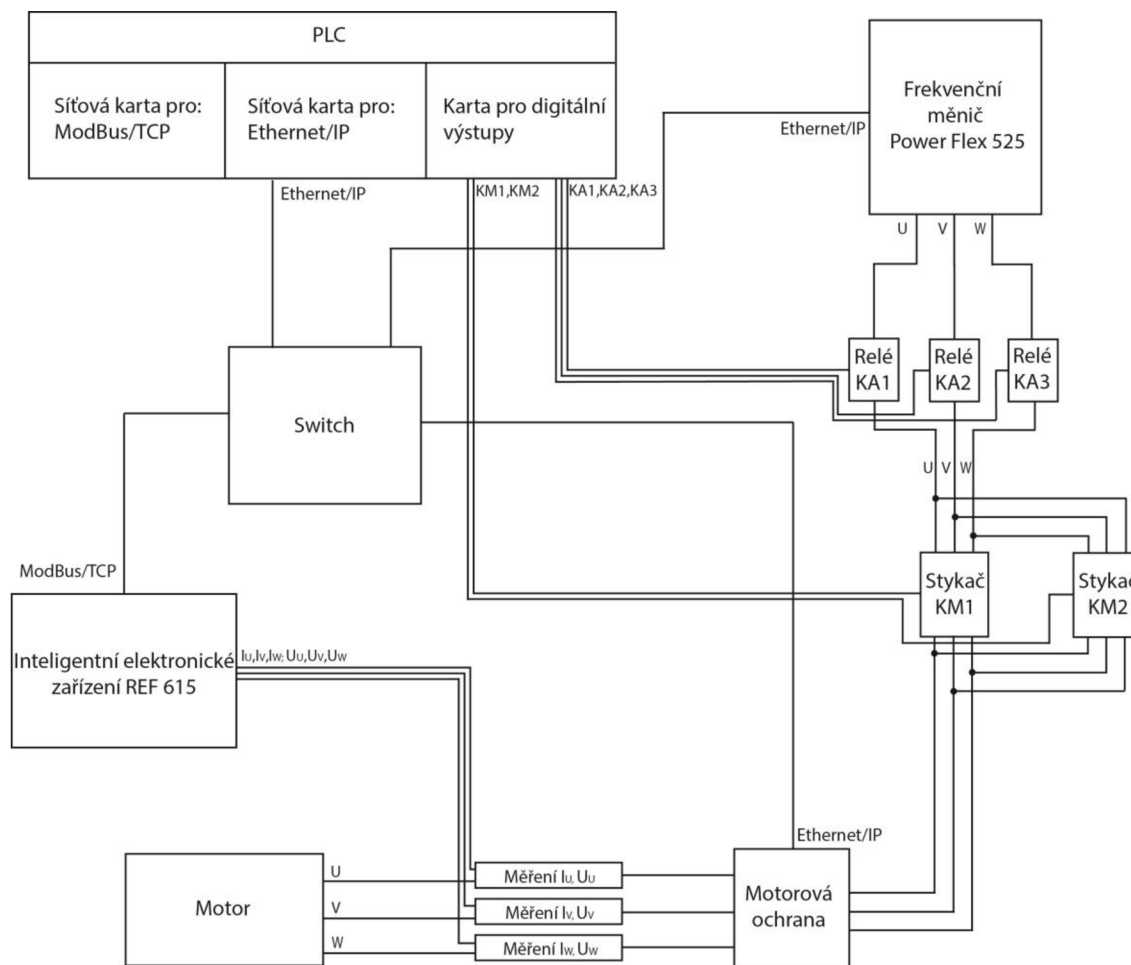 PLC
Síťová karta pro:
ModBus/TCP
Síťová karta pro:
Ethernet/IP
Karta pro digitální
výstupy
Frekvenční
měnič
Power Flex 525
Ethernet/IP
Ethernet/IP
KM1,KM2
KA1,KA2,KA3
U
V
W
Relé
KA1
Relé
KA2
Relé
KA3
Switch
U
V
W
ModBus/TCP
Stykač
KM1
Stykač
KM2
Inteligentní elektronické
zařízení REF 615
IU,IV,IW; UU,UV,UW
Ethernet/IP
Motor
U
V
W
Měření IU, UU
Měření IV, UV
Měření IW, UW
Motorová
ochrana